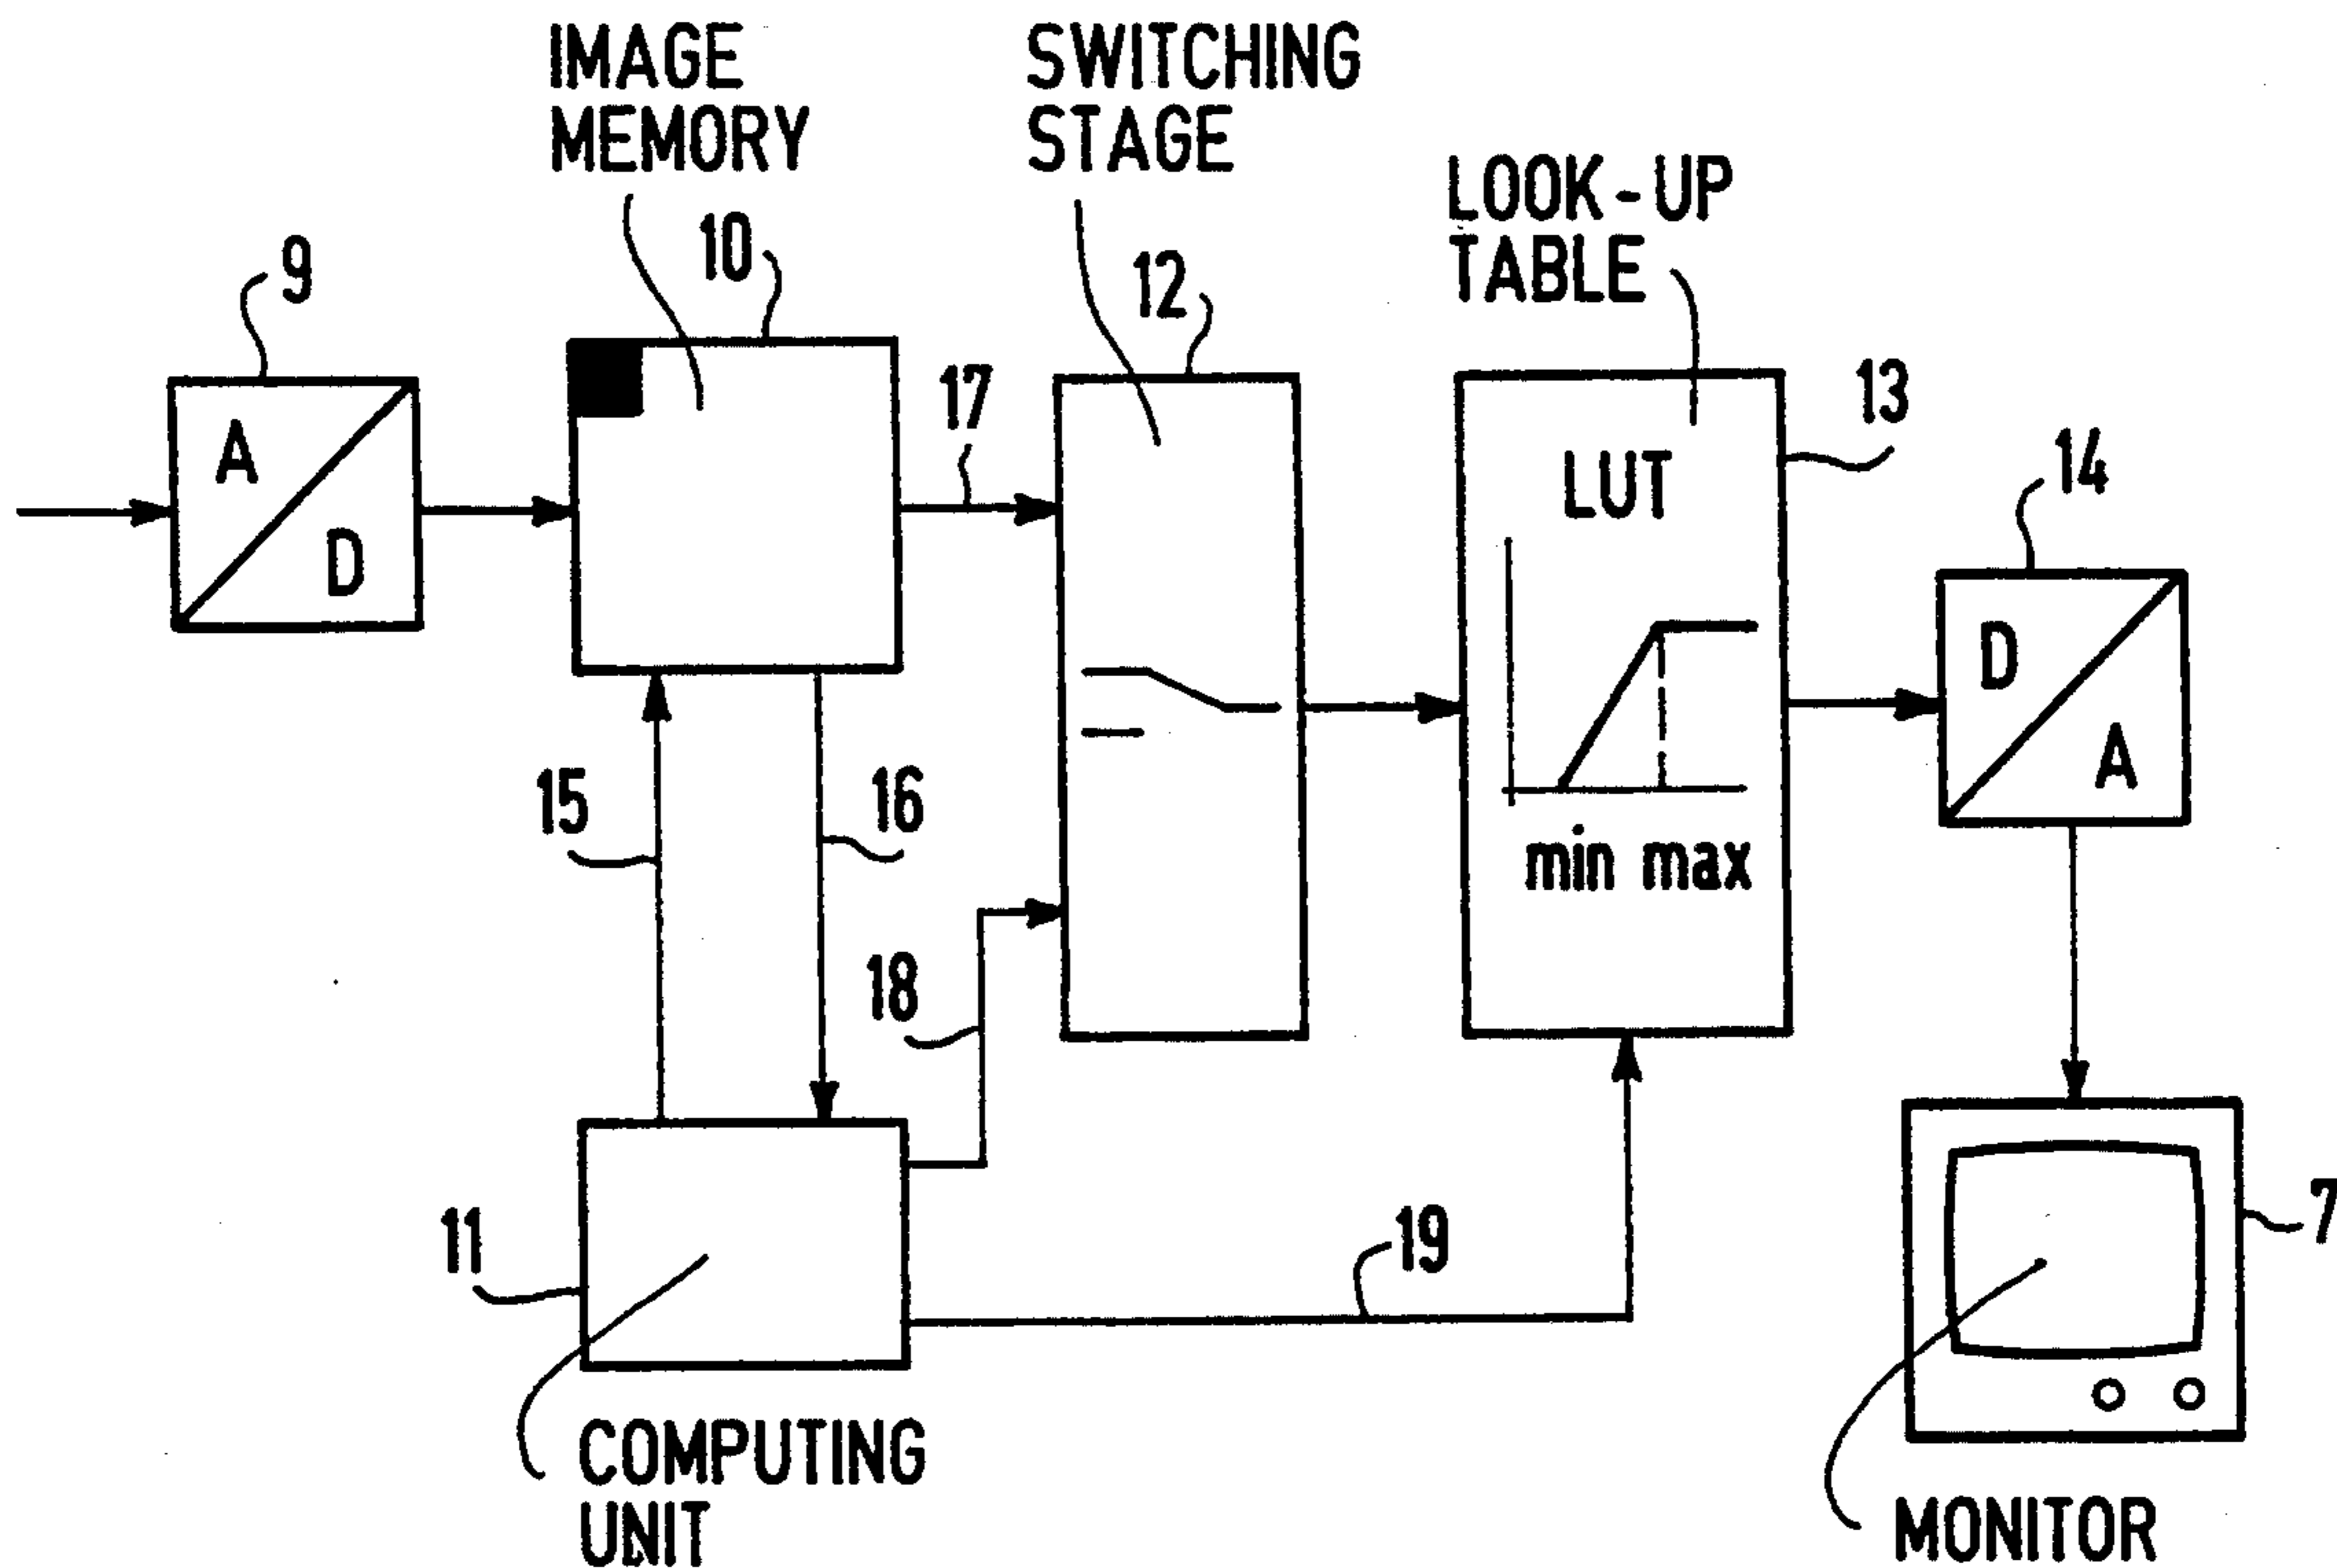 IMAGE
MEMORY
SWITCHING
STAGE
LOOK-UP
TABLE
9
10
12
17
13
14
A
D
LUT
D
A
15
16
min max
18
11
19
7
COMPUTING
UNIT
MONITOR